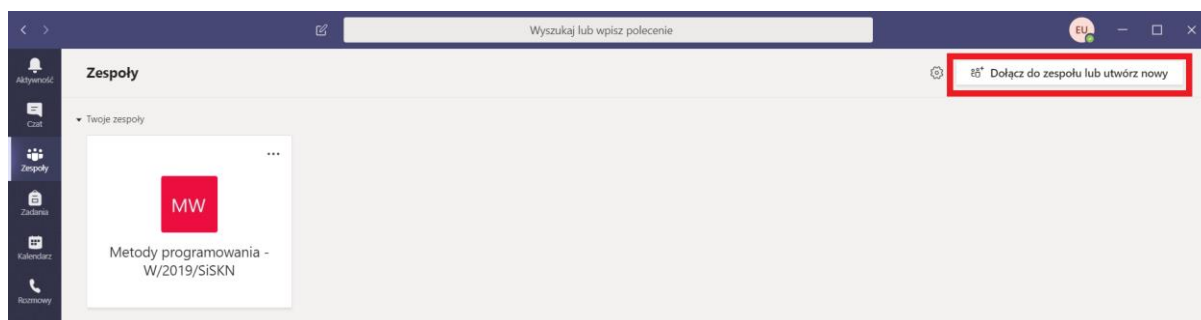 Wyszukaj lub wpisz polecenie
EU
Aktywność
Zespoły
Dołącz do zespołu lub utwórz nowy
Czat
Twoje zespoły
Zespoły
MW
Zadania
Metody programowania -
W/2019/SiSKN
Kalendarz
Rozmowy